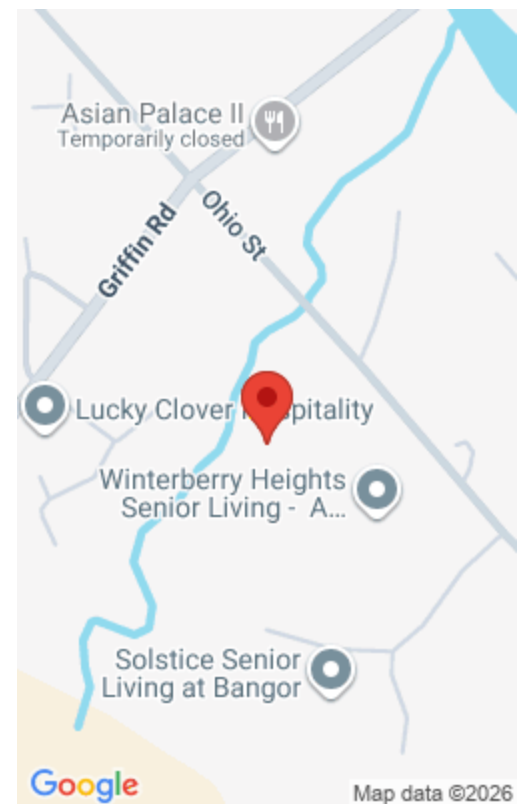 Asian Palace II
Temporarily closed
Griffin Rd
Ohio St
Lucky Clover H spitality
Winterberry Heights
Senior Living - A...
Solstice Senior
Living at Bangor
Google
Map data ©2026